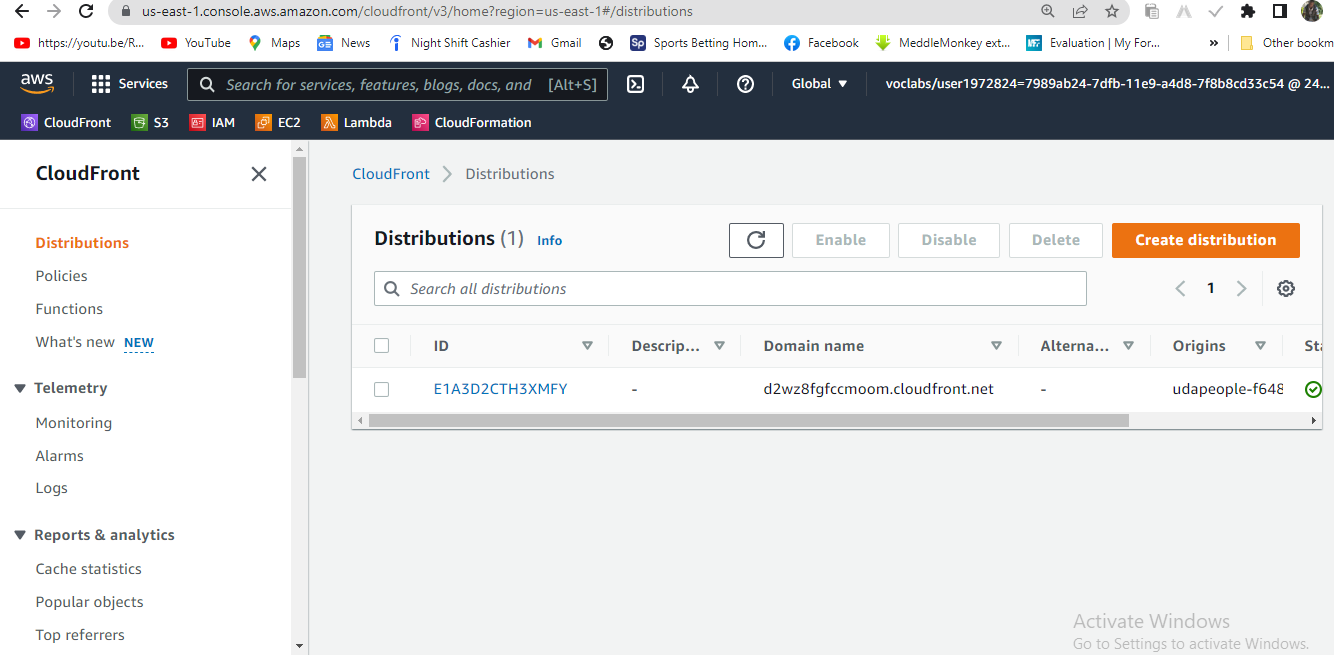 us-east-1.console.aws.amazon.com/cloudfront/v3/home?region=us-east-1#/distributions
https://youtu.be/R... YouTube Maps News Night Shift Cashier Gmail Sports Betting Hom... Facebook MeddleMonkey ext... Evaluation | My For... » Other bookm
aws Services Search for services, features, blogs, docs, and [Alt+S] Global voclabs/user1972824=7989ab24-7dfb-11e9-a4d8-7f8b8cd33c54 @ 24...
CloudFront S3 IAM EC2 Lambda CloudFormation
CloudFront
Distributions
Policies
Functions
What's new NEW
Telemetry
Monitoring
Alarms
Logs
Reports & analytics
Cache statistics
Popular objects
Top referrers
CloudFront Distributions
Distributions (1) Info Enable Disable Delete Create distribution
Search all distributions 1
ID Descrip... Domain name Alterna... Origins Sta
E1A3D2CTH3XMFY - d2wz8fgfccmoom.cloudfront.net - udapeople-f648
Activate Windows
Go to Settings to activate Windows.